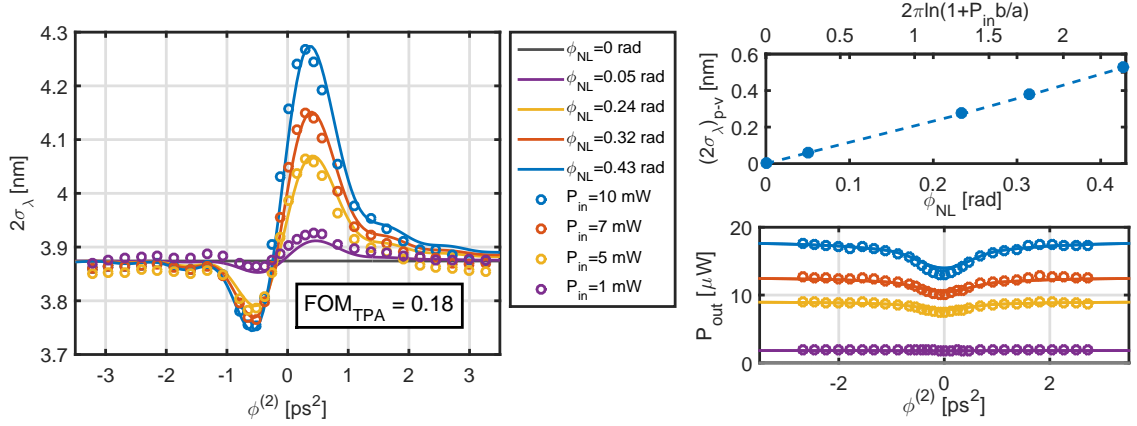 4.3
4.2
4.1
4
3.9
3.8
3.7
2σλ [nm]
FOM_TPA = 0.18
-3 -2 -1 0 1 2 3
ϕ^(2) [ps^2]
ϕ_NL=0 rad
ϕ_NL=0.05 rad
ϕ_NL=0.24 rad
ϕ_NL=0.32 rad
ϕ_NL=0.43 rad
P_in=10 mW
P_in=7 mW
P_in=5 mW
P_in=1 mW
2πln(1+P_in b/a)
0 0.5 1 1.5 2
0.6
0.4
0.2
0
(2σ_λ)_p-v [nm]
0 0.1 0.2 0.3 0.4
ϕ_NL [rad]
20
10
0
P_out [μW]
-2 0 2
ϕ^(2) [ps^2]